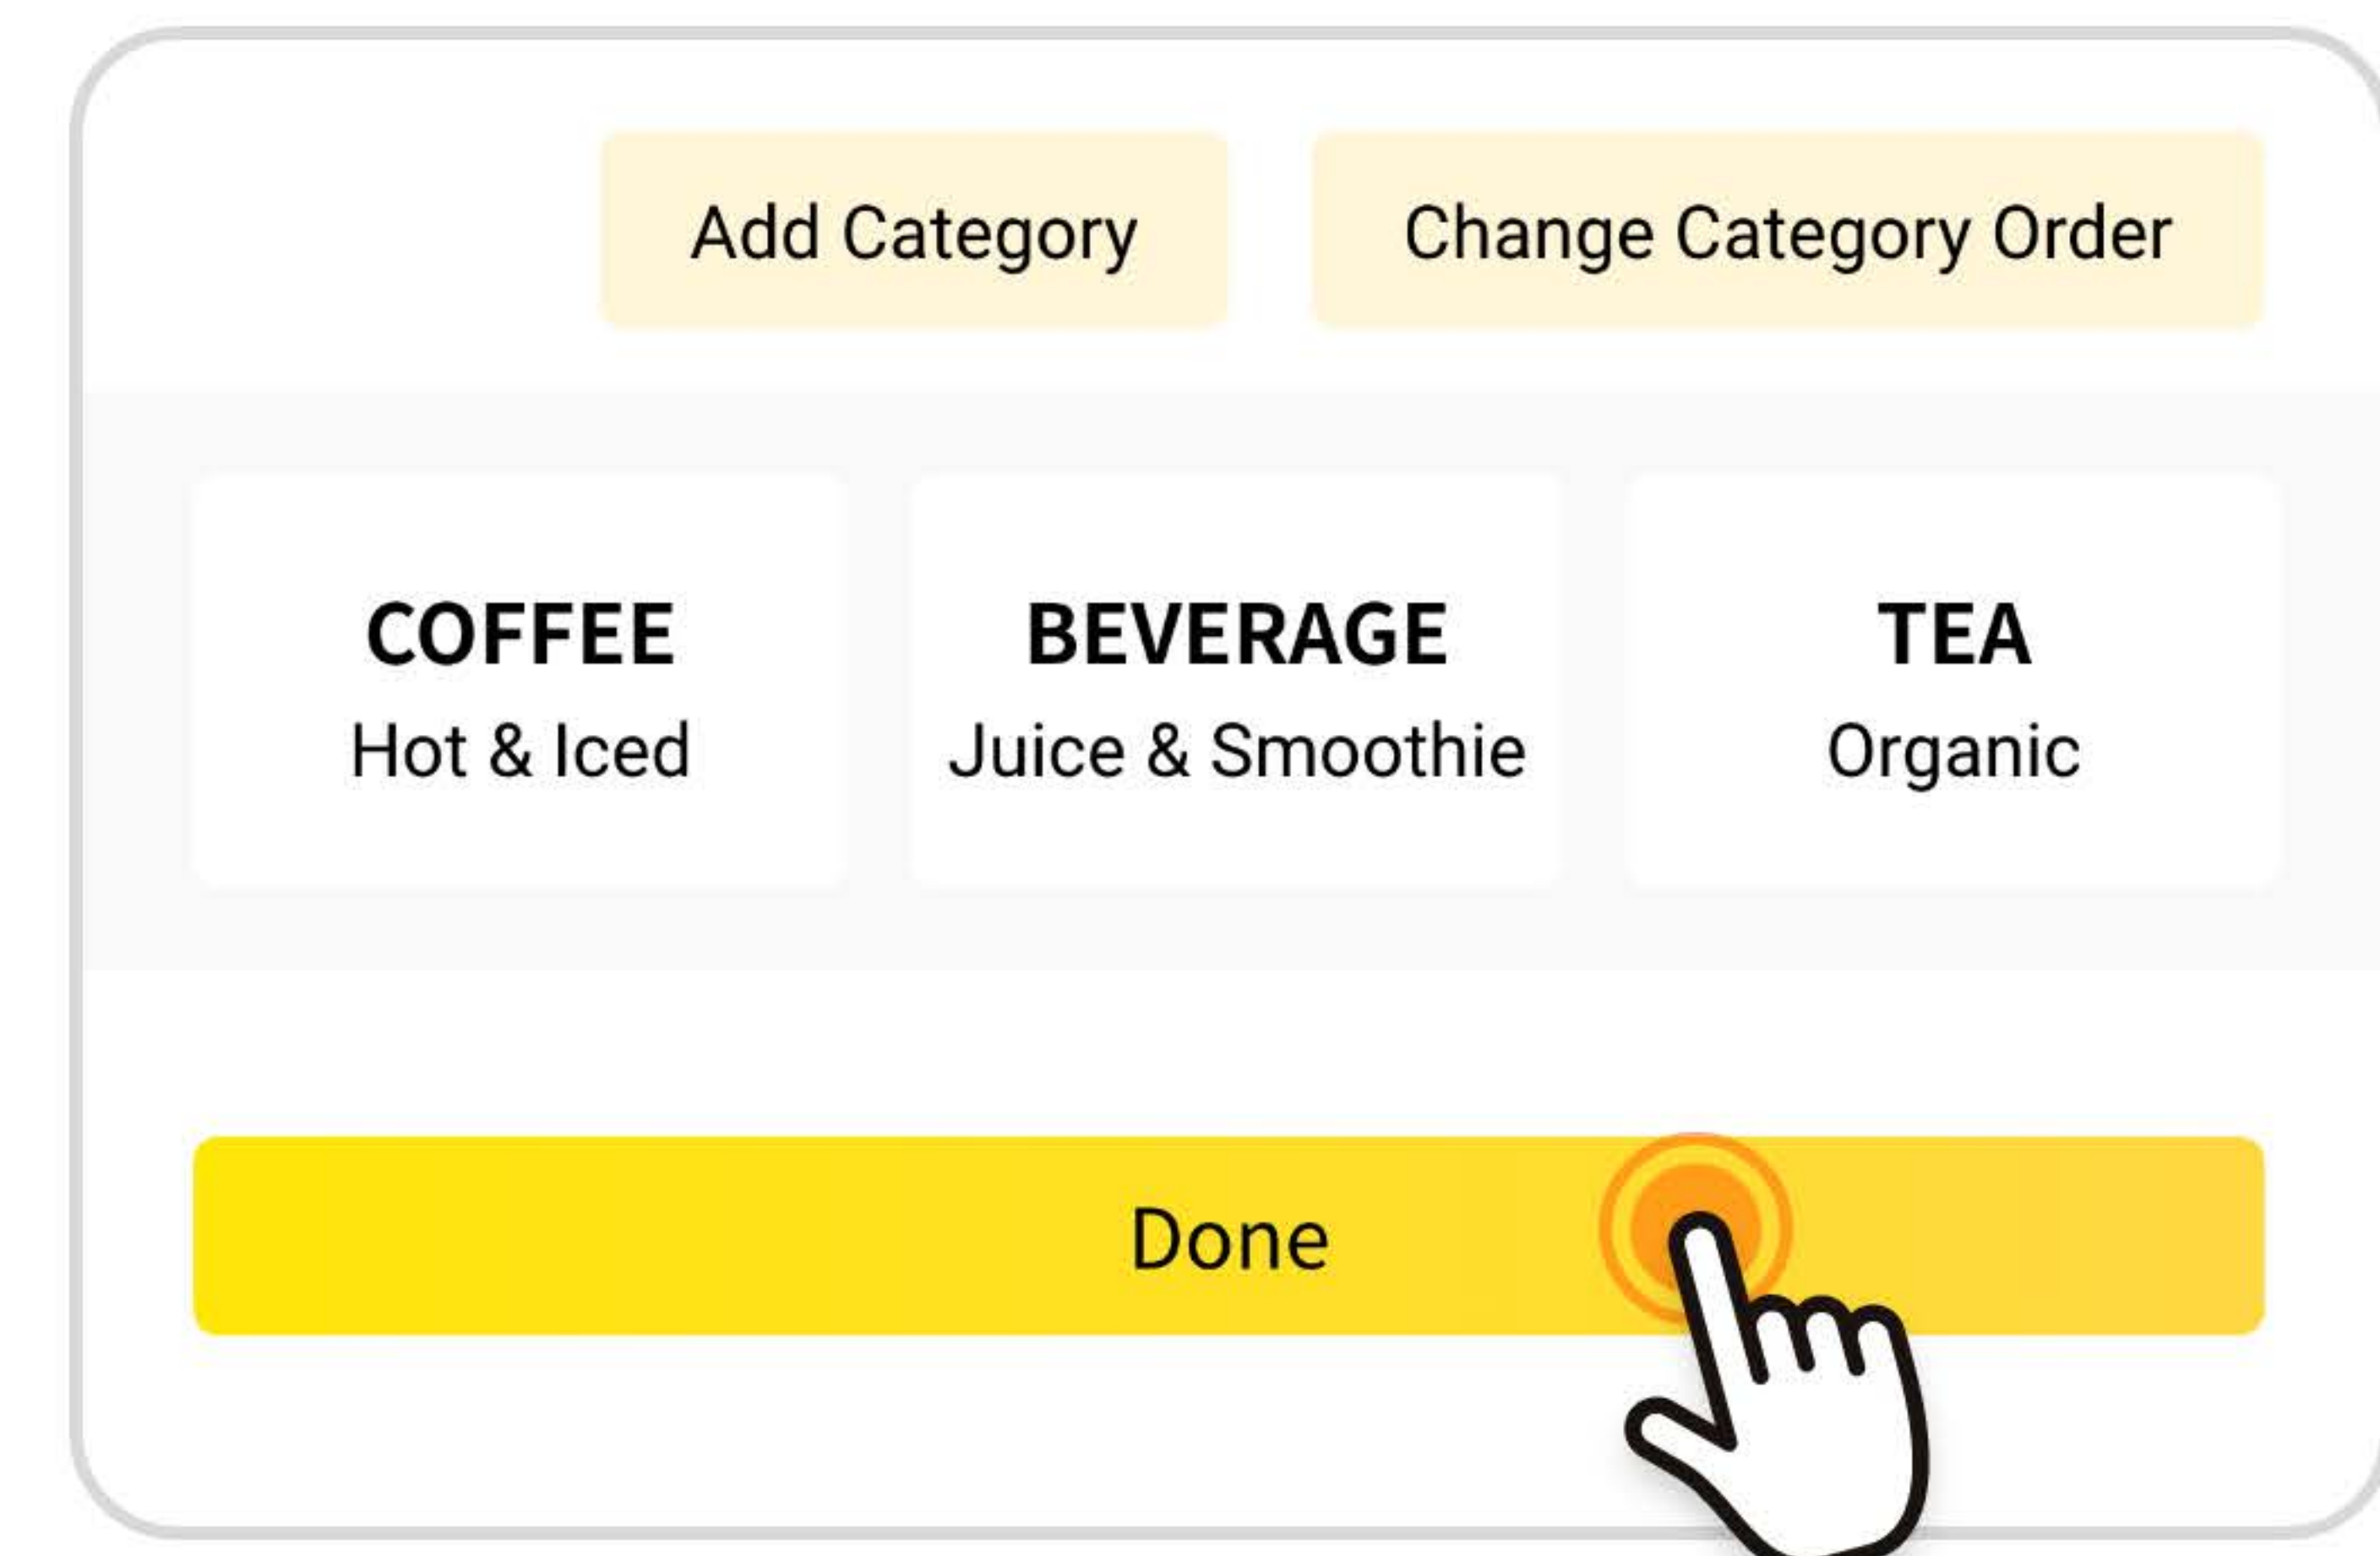 Add Category
Change Category Order
COFFEE
Hot & Iced
BEVERAGE
Juice & Smoothie
TEA
Organic
Done